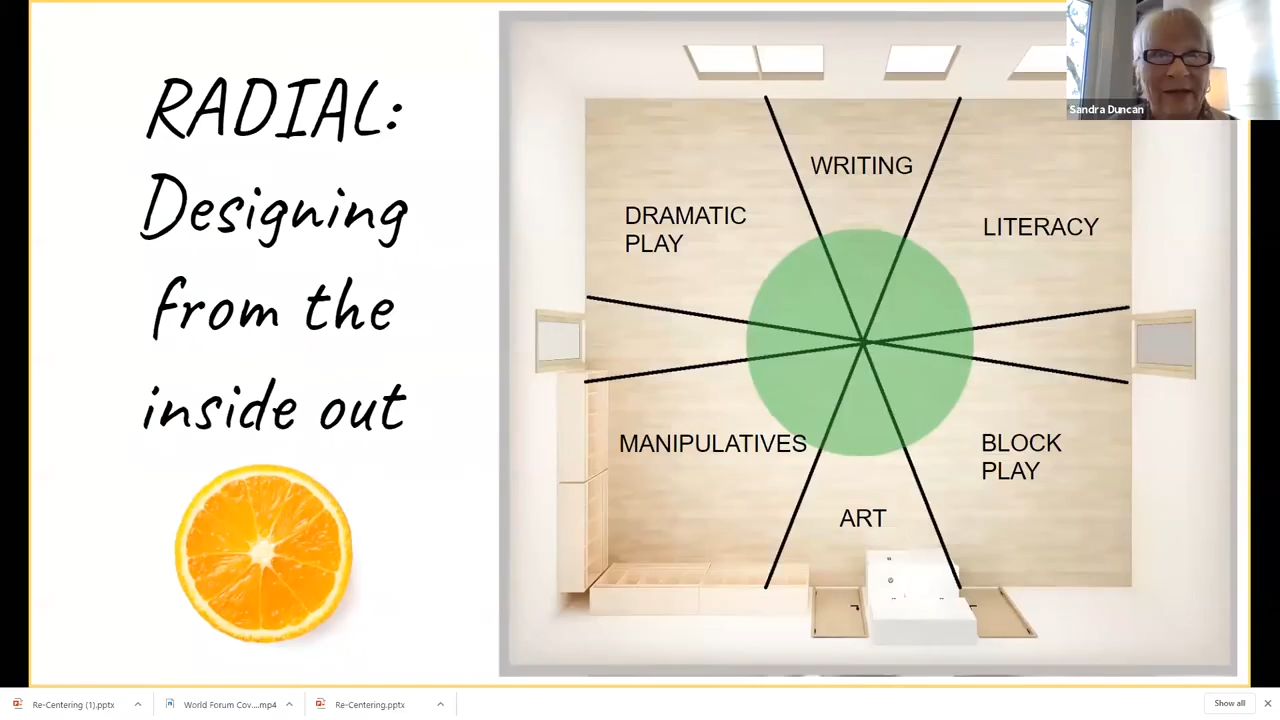 RADIAL:
Designing
from the
inside out
WRITING
DRAMATIC
PLAY
LITERACY
MANIPULATIVES
BLOCK
PLAY
ART
Sandra Duncan
Re-Centering (1).pptx
World Forum Cov....mp4
Re-Centering.pptx
Show all